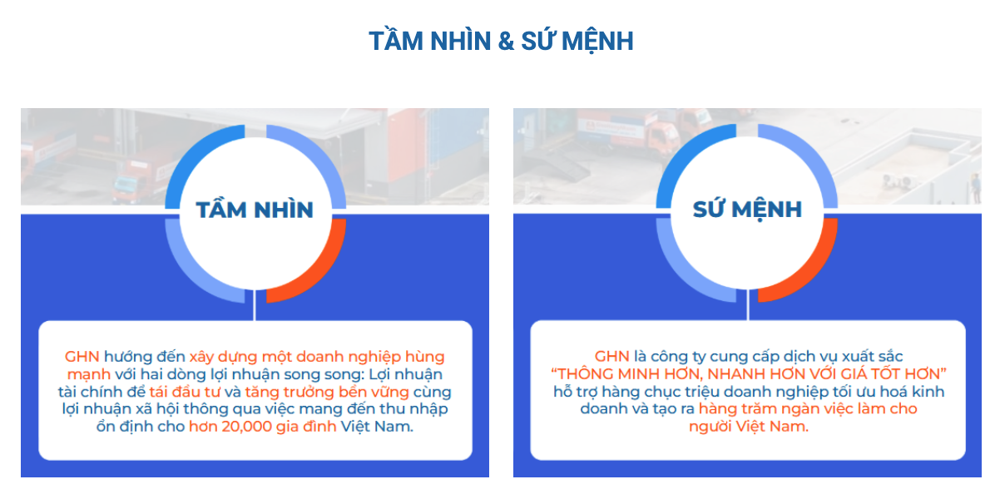 TẦM NHÌN & SỨ MỆNH
TẦM NHÌN
GHN hướng đến xây dựng một doanh nghiệp hùng
mạnh với hai dòng lợi nhuận song song: Lợi nhuận
tài chính để tái đầu tư và tăng trưởng bền vững cùng
lợi nhuận xã hội thông qua việc mang đến thu nhập
ổn định cho hơn 20,000 gia đình Việt Nam.
SỨ MỆNH
GHN là công ty cung cấp dịch vụ xuất sắc
“THÔNG MINH HƠN, NHANH HƠN VỚI GIÁ TỐT HƠN”
hỗ trợ hàng chục triệu doanh nghiệp tối ưu hoá kinh
doanh và tạo ra hàng trăm ngàn việc làm cho
người Việt Nam.